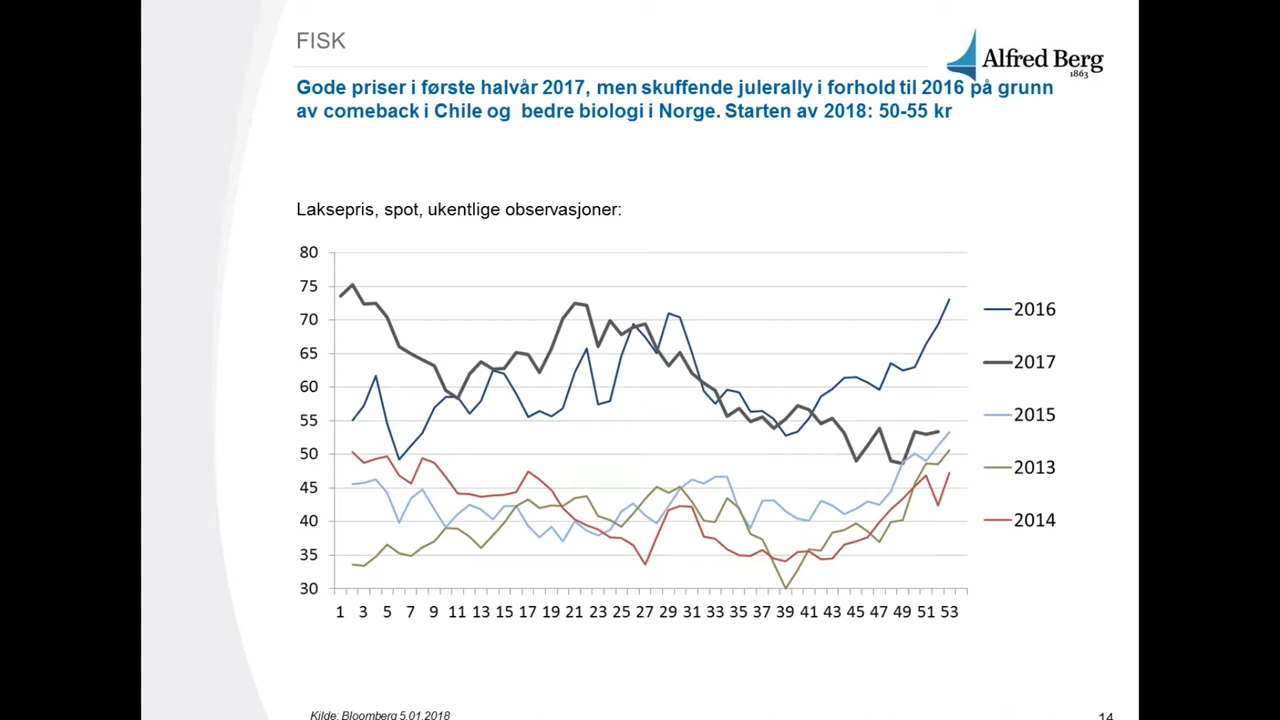 FISK
Alfred Berg
1863
Gode priser i første halvår 2017, men skuffende julerally i forhold til 2016 på grunn
av comeback i Chile og bedre biologi i Norge. Starten av 2018: 50-55 kr
Laksepris, spot, ukentlige observasjoner:
80
75
70
65
60
55
50
45
40
35
30
1 3 5 7 9 11 13 15 17 19 21 23 25 27 29 31 33 35 37 39 41 43 45 47 49 51 53
2016
2017
2015
2013
2014
Kilde: Bloomberg 5.01.2018
14